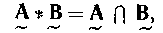 A * B = A ∩ B,